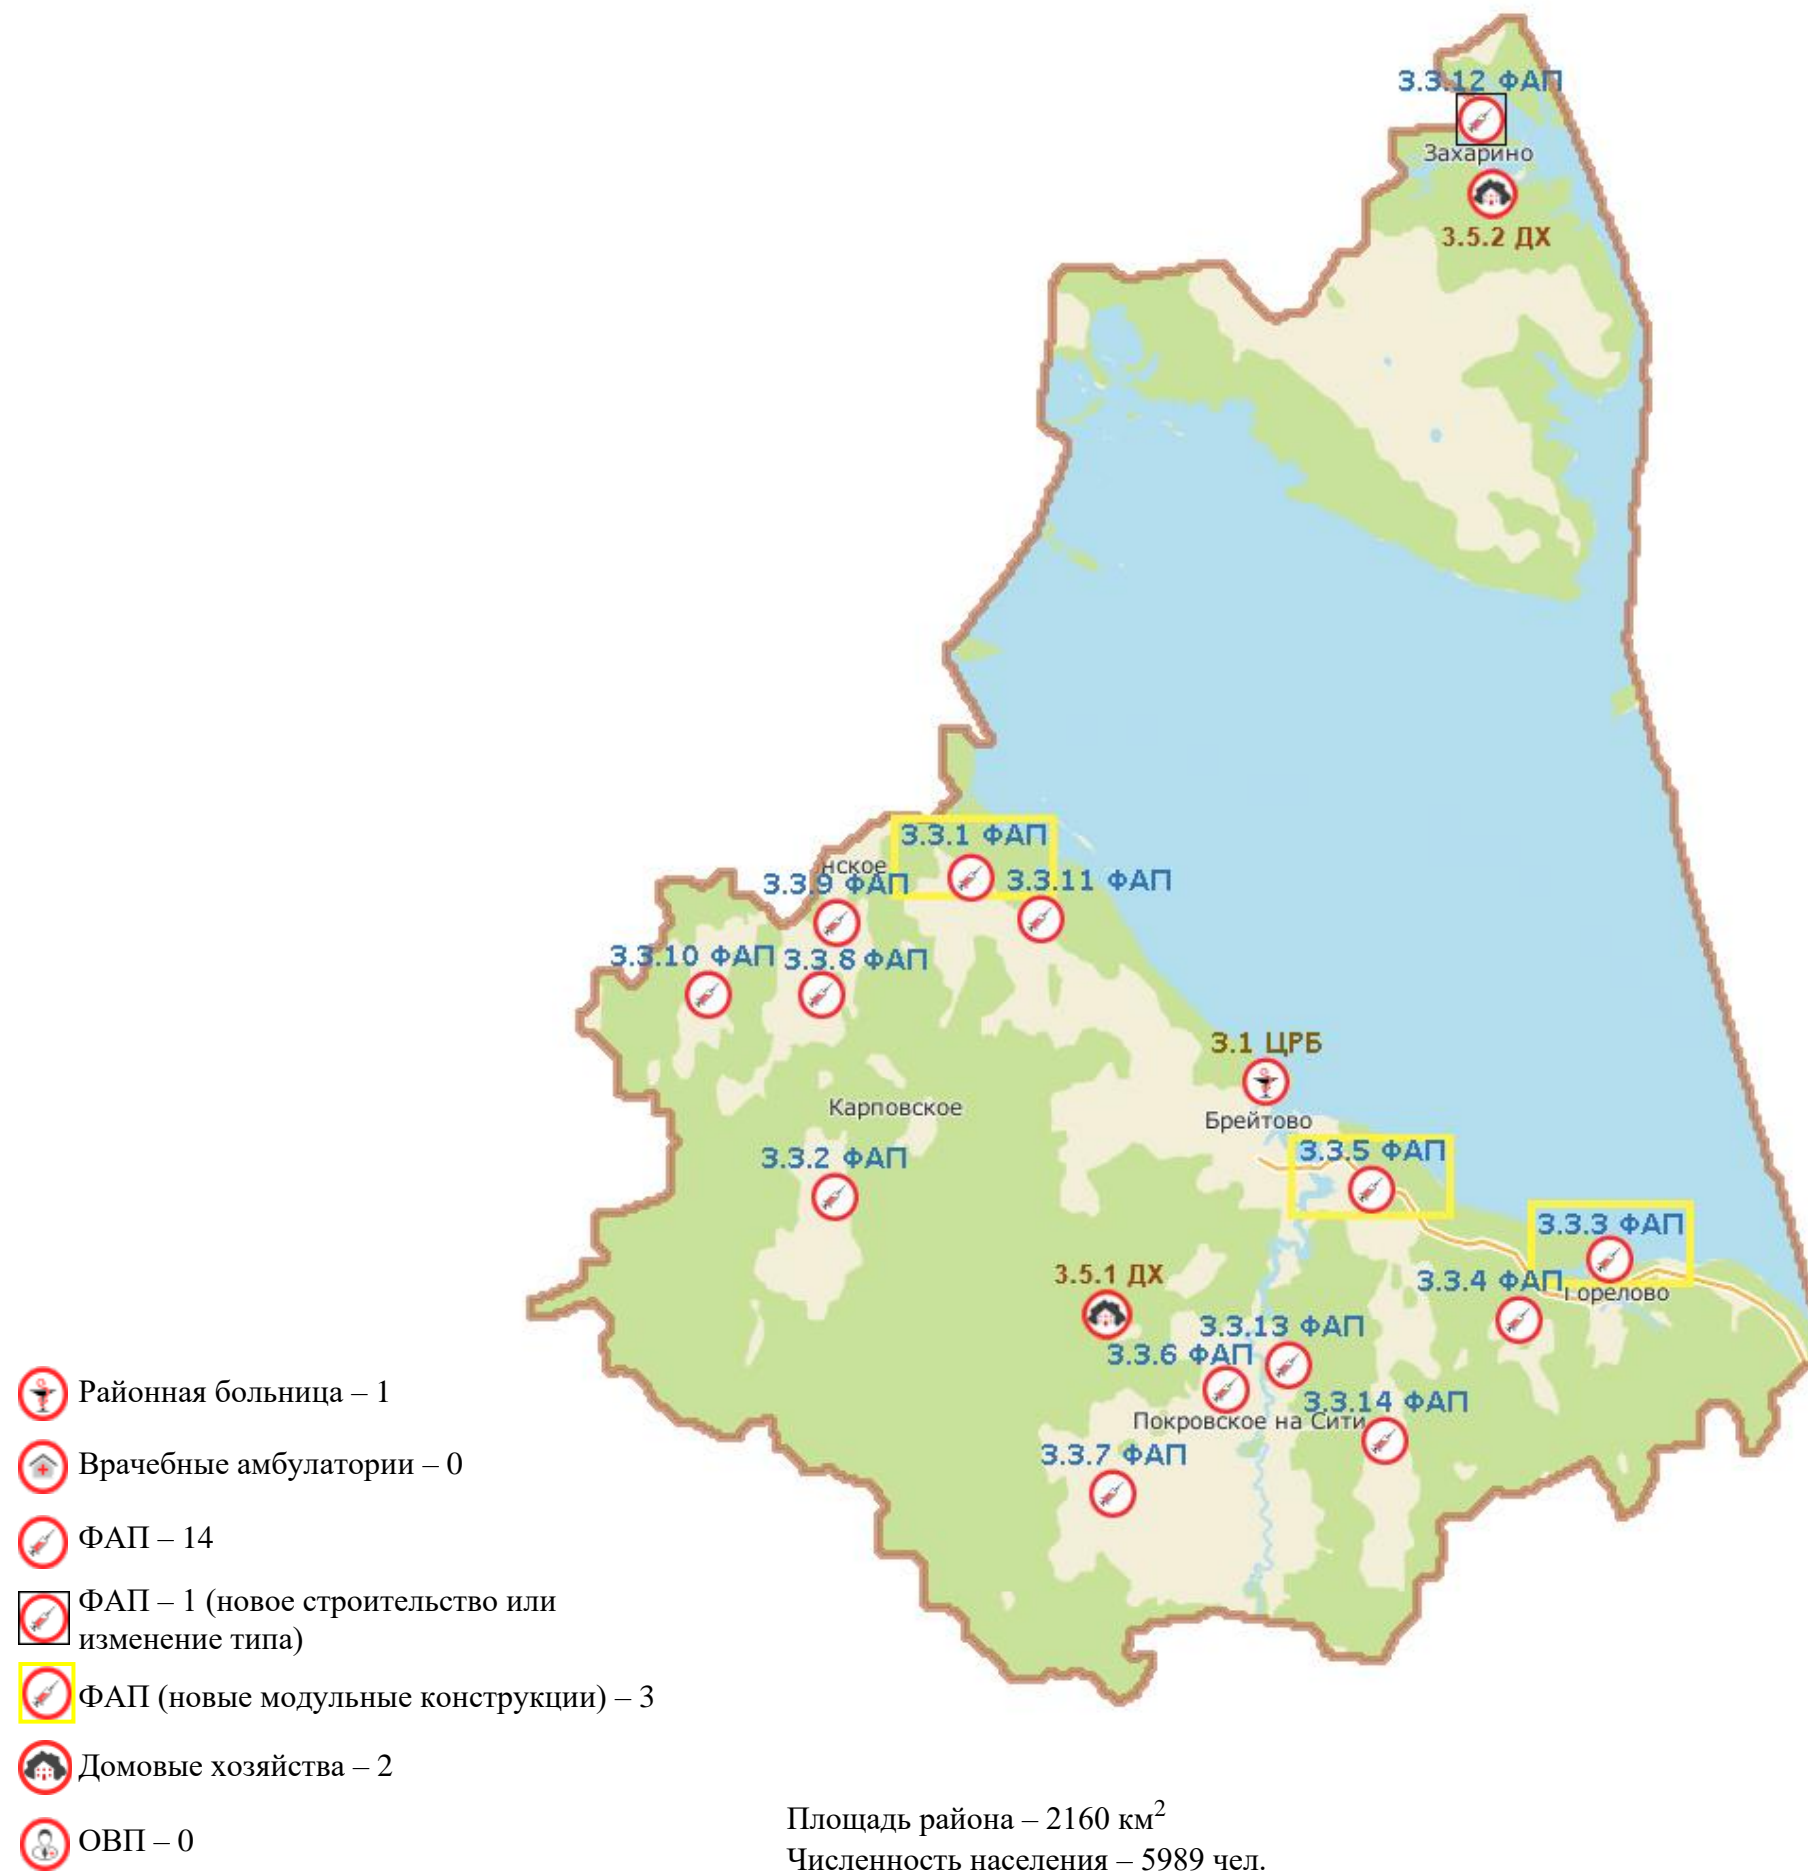 3.3.12 ФАП
Захарино
3.5.2 ДХ
3.3.1 ФАП
нское
3.3.9 ФАП
3.3.11 ФАП
3.3.10 ФАП
3.3.8 ФАП
3.1 ЦРБ
Брейтово
Карповское
3.3.2 ФАП
3.3.5 ФАП
3.3.3 ФАП
3.3.4 ФАП
Горелово
3.5.1 ДХ
3.3.13 ФАП
3.3.6 ФАП
3.3.14 ФАП
Покровское на Сити
3.3.7 ФАП
Районная больница – 1
Врачебные амбулатории – 0
ФАП – 14
ФАП – 1 (новое строительство или
изменение типа)
ФАП (новые модульные конструкции) – 3
Домовые хозяйства – 2
ОВП – 0
Площадь района – 2160 км²
Численность населения – 5989 чел.